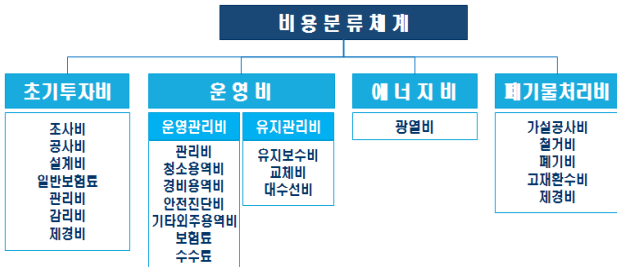 비용분류체계
초기투자비
조사비
공사비
설계비
일반보험료
관리비
감리비
제경비
운영비
운영관리비
관리비
청소용역비
경비용역비
안전진단비
기타외주용역비
보험료
수수료
유지관리비
유지보수비
교체비
대수선비
에너지비
광열비
폐기물처리비
가설공사비
철거비
폐기비
고재환수비
제경비